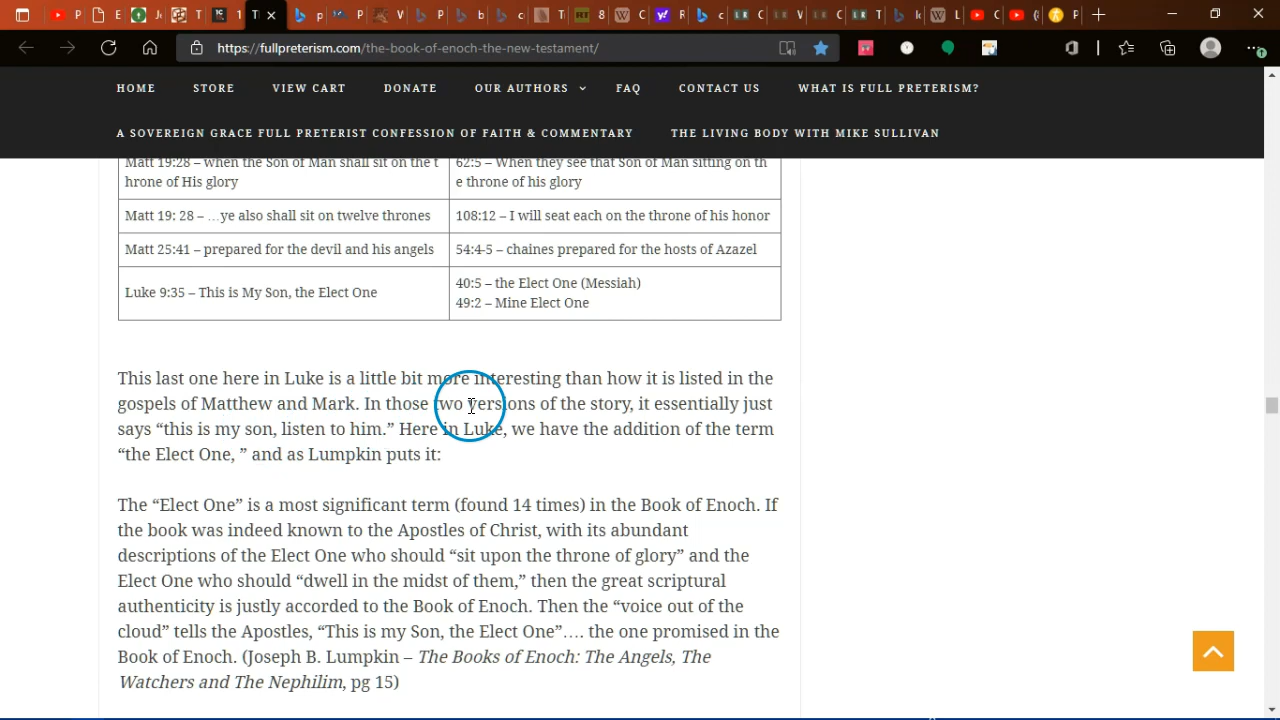 https://fullpreterism.com/the-book-of-enoch-the-new-testament/
HOME STORE VIEW CART DONATE OUR AUTHORS FAQ CONTACT US WHAT IS FULL PRETERISM?
A SOVEREIGN GRACE FULL PRETERIST CONFESSION OF FAITH & COMMENTARY THE LIVING BODY WITH MIKE SULLIVAN
Matt 19:28 – when the Son of Man shall sit on the t
hrone of His glory
62:5 – When they see that Son of Man sitting on th
e throne of his glory
Matt 19: 28 – …ye also shall sit on twelve thrones
108:12 – I will seat each on the throne of his honor
Matt 25:41 – prepared for the devil and his angels
54:4-5 – chaines prepared for the hosts of Azazel
Luke 9:35 – This is My Son, the Elect One
40:5 – the Elect One (Messiah)
49:2 – Mine Elect One
This last one here in Luke is a little bit more interesting than how it is listed in the
gospels of Matthew and Mark. In those two versions of the story, it essentially just
says “this is my son, listen to him.” Here in Luke, we have the addition of the term
“the Elect One, ” and as Lumpkin puts it:
The “Elect One” is a most significant term (found 14 times) in the Book of Enoch. If
the book was indeed known to the Apostles of Christ, with its abundant
descriptions of the Elect One who should “sit upon the throne of glory” and the
Elect One who should “dwell in the midst of them,” then the great scriptural
authenticity is justly accorded to the Book of Enoch. Then the “voice out of the
cloud” tells the Apostles, “This is my Son, the Elect One”…. the one promised in the
Book of Enoch. (Joseph B. Lumpkin – The Books of Enoch: The Angels, The
Watchers and The Nephilim, pg 15)